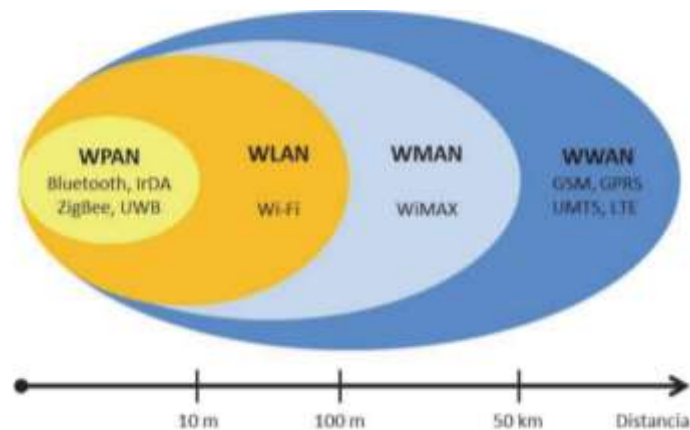 WPAN
Bluetooth, IrDA
ZigBee, UWB
WLAN
Wi-Fi
WMAN
WiMAX
WWAN
GSM, GPRS
UMTS, LTE
10 m
100 m
50 km
Distancia